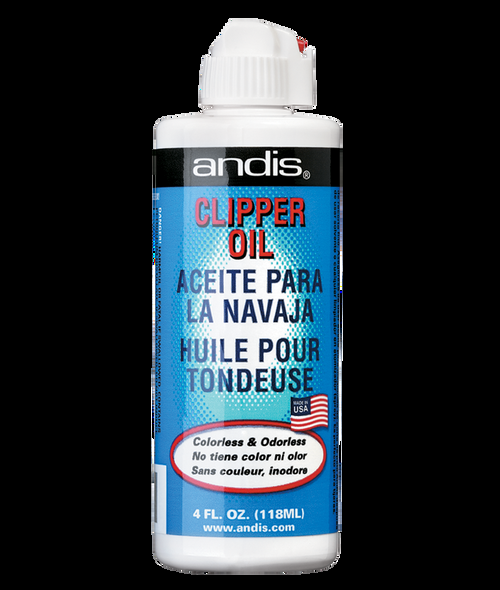 andis®
CLIPPER
OIL
ACEITE PARA
LA NAVAJA
HUILE POUR
TONDEUSE
MADE IN
USA
Colorless & Odorless
No tiene color ni olor
Sans couleur, inodore
4 FL. OZ. (118ML)
www.andis.com